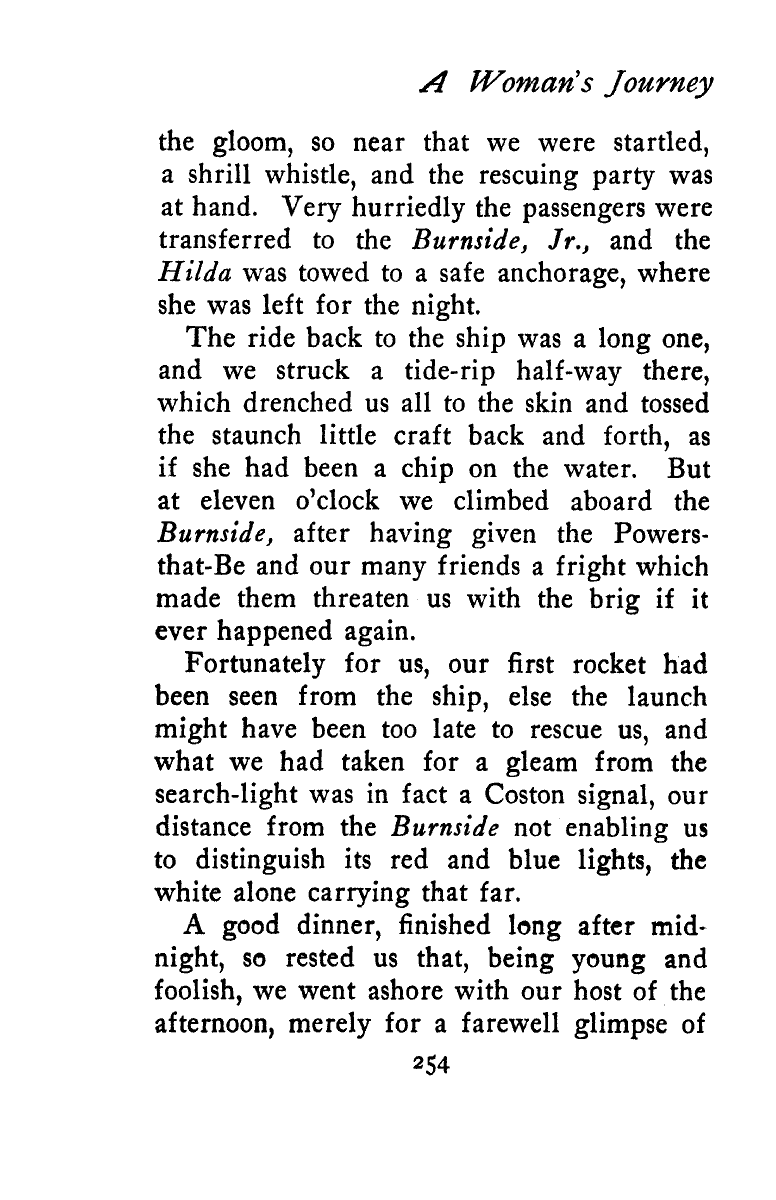 A Woman's Journey
the gloom, so near that we were startled,
a shrill whistle, and the rescuing party was
at hand. Very hurriedly the passengers were
transferred to the Burnside, Jr., and the
Hilda was towed to a safe anchorage, where
she was left for the night.
The ride back to the ship was a long one,
and we struck a tide-rip half-way there,
which drenched us all to the skin and tossed
the staunch little craft back and forth, as
if she had been a chip on the water. But
at eleven o'clock we climbed aboard the
Burnside, after having given the Powers-
that-Be and our many friends a fright which
made them threaten us with the brig if it
ever happened again.
Fortunately for us, our first rocket had
been seen from the ship, else the launch
might have been too late to rescue us, and
what we had taken for a gleam from the
search-light was in fact a Coston signal, our
distance from the Burnside not enabling us
to distinguish its red and blue lights, the
white alone carrying that far.
A good dinner, finished long after mid-
night, so rested us that, being young and
foolish, we went ashore with our host of the
afternoon, merely for a farewell glimpse of
254